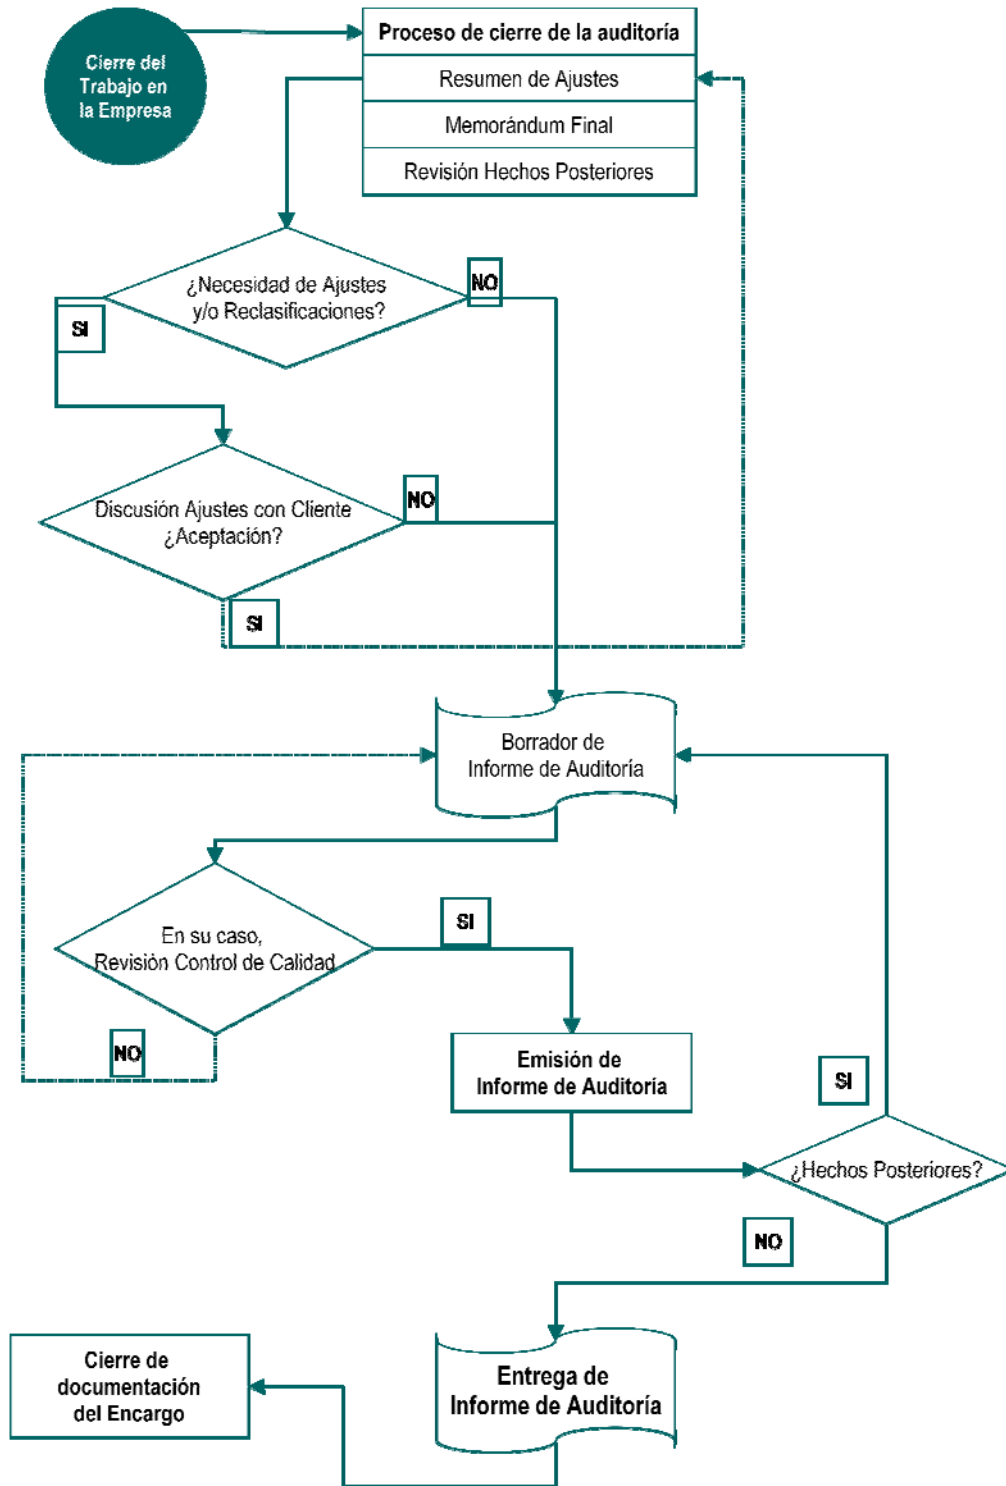 Cierre del
Trabajo en
la Empresa
Proceso de cierre de la auditoría
Resumen de Ajustes
Memorándum Final
Revisión Hechos Posteriores
¿Necesidad de Ajustes
y/o Reclasificaciones?
NO
SI
Discusión Ajustes con Cliente
¿Aceptación?
NO
SI
Borrador de
Informe de Auditoría
En su caso,
Revisión Control de Calidad
SI
NO
Emisión de
Informe de Auditoría
SI
¿Hechos Posteriores?
NO
Entrega de
Informe de Auditoría
Cierre de
documentación
del Encargo